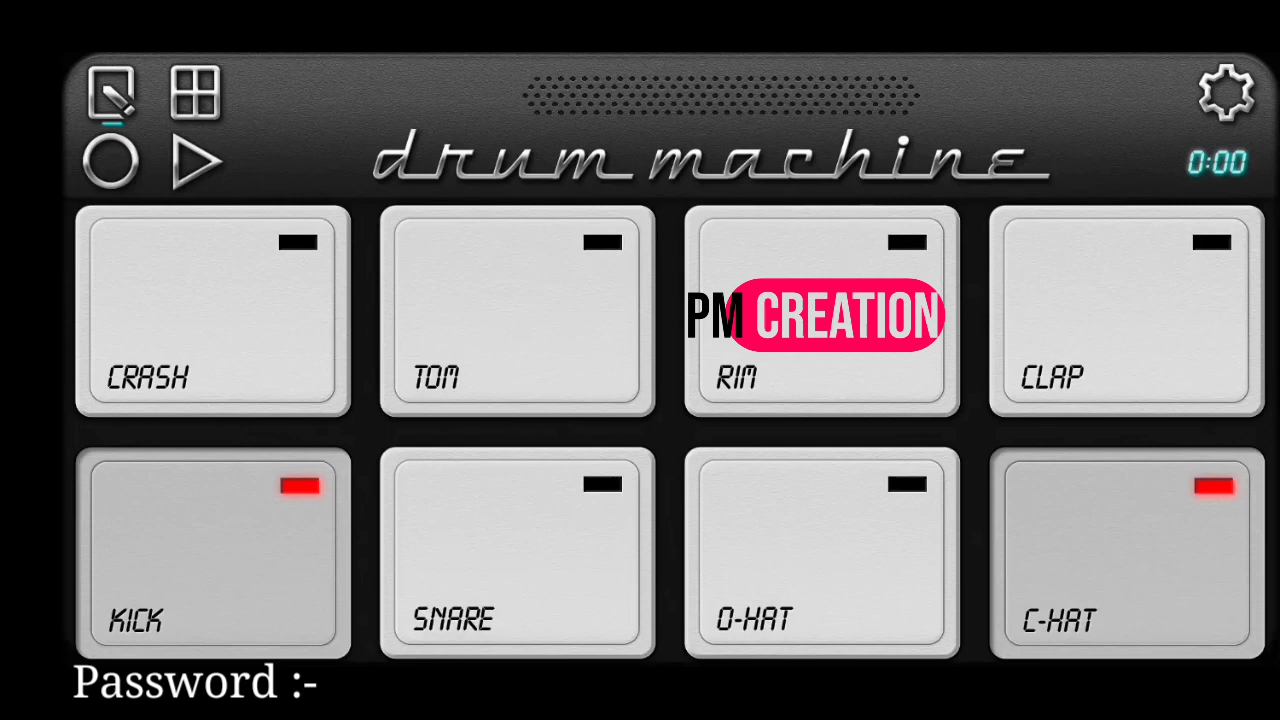 drum machine
0:00
CRASH
TOM
PM CREATION
RIM
CLAP
KICK
SNARE
O-HAT
C-HAT
Password :-